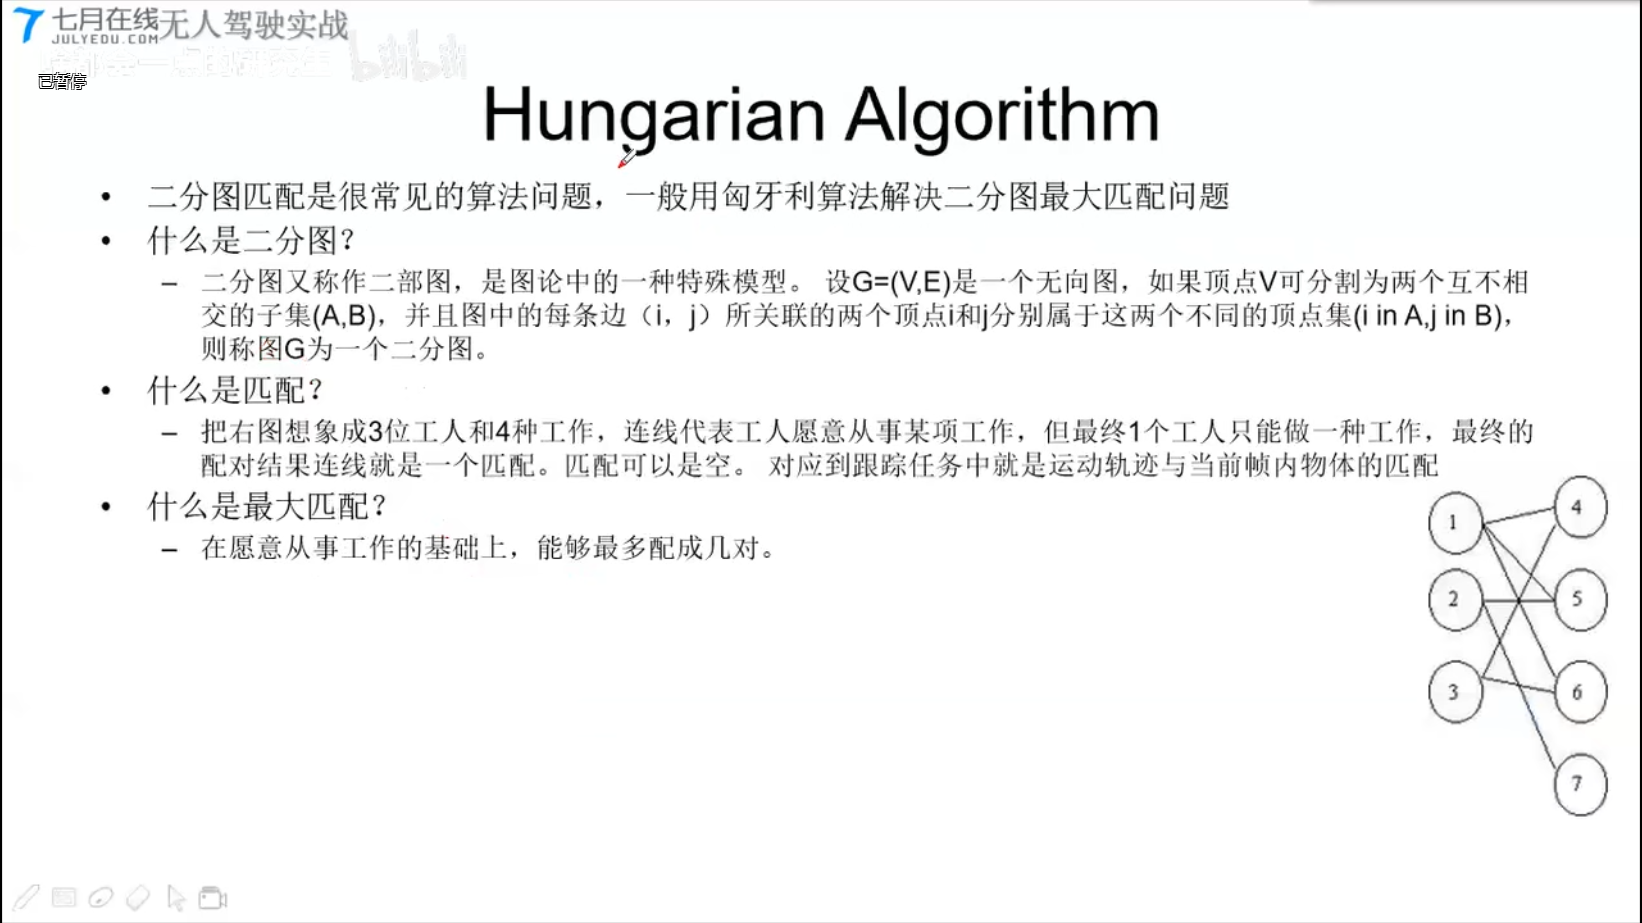 七月在线
JULYEDU.COM
无人驾驶实战
bilibili
已暂停
Hungarian Algorithm
• 二分图匹配是很常见的算法问题，一般用匈牙利算法解决二分图最大匹配问题
• 什么是二分图？
– 二分图又称作二部图，是图论中的一种特殊模型。 设G=(V,E)是一个无向图，如果顶点V可分割为两个互不相
交的子集(A,B)，并且图中的每条边（i，j）所关联的两个顶点i和j分别属于这两个不同的顶点集(i in A,j in B)，
则称图G为一个二分图。
• 什么是匹配？
– 把右图想象成3位工人和4种工作，连线代表工人愿意从事某项工作，但最终1个工人只能做一种工作，最终的
配对结果连线就是一个匹配。匹配可以是空。 对应到跟踪任务中就是运动轨迹与当前帧内物体的匹配
• 什么是最大匹配？
– 在愿意从事工作的基础上，能够最多配成几对。
1
4
2
5
3
6
7